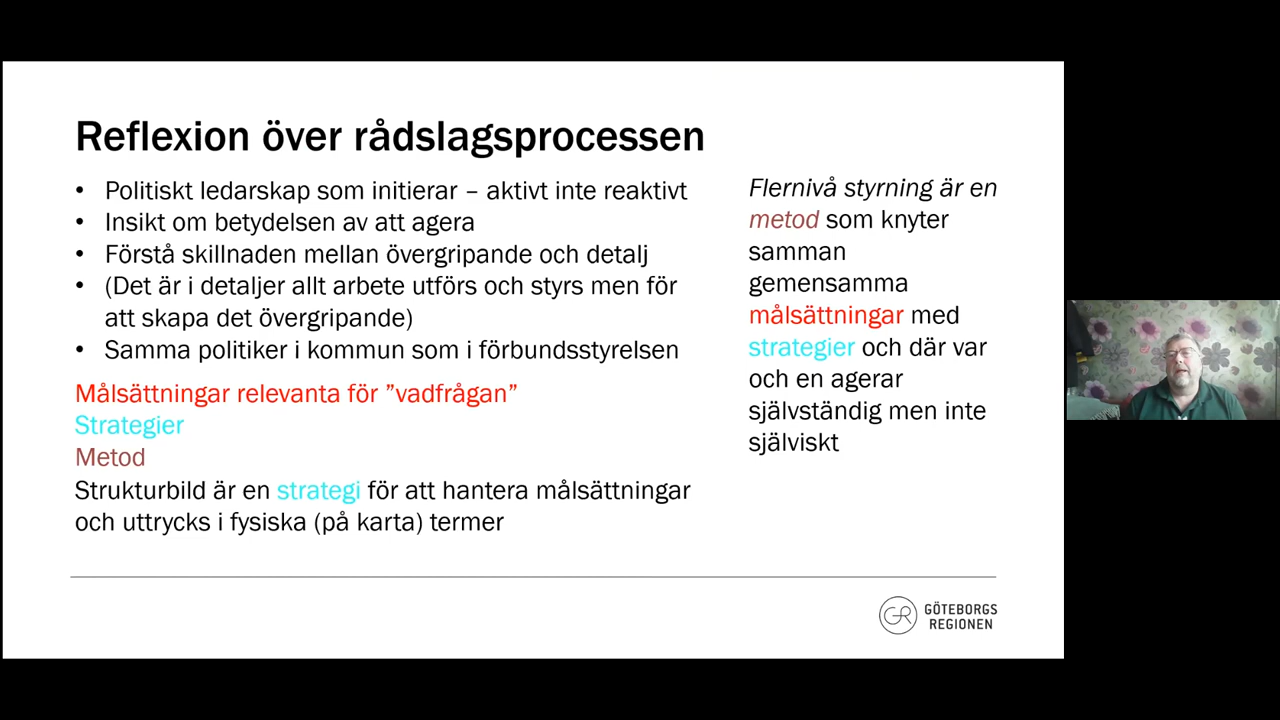 Reflexion över rådslagsprocessen
• Politiskt ledarskap som initierar – aktivt inte reaktivt
• Insikt om betydelsen av att agera
• Förstå skillnaden mellan övergripande och detalj
• (Det är i detaljer allt arbete utförs och styrs men för
att skapa det övergripande)
• Samma politiker i kommun som i förbundsstyrelsen
Målsättningar relevanta för ”vadfrågan”
Strategier
Metod
Strukturbild är en strategi för att hantera målsättningar
och uttrycks i fysiska (på karta) termer
Flernivå styrning är en
metod som knyter
samman
gemensamma
målsättningar med
strategier och där var
och en agerar
självständig men inte
själviskt
GR GÖTEBORGS
REGIONEN